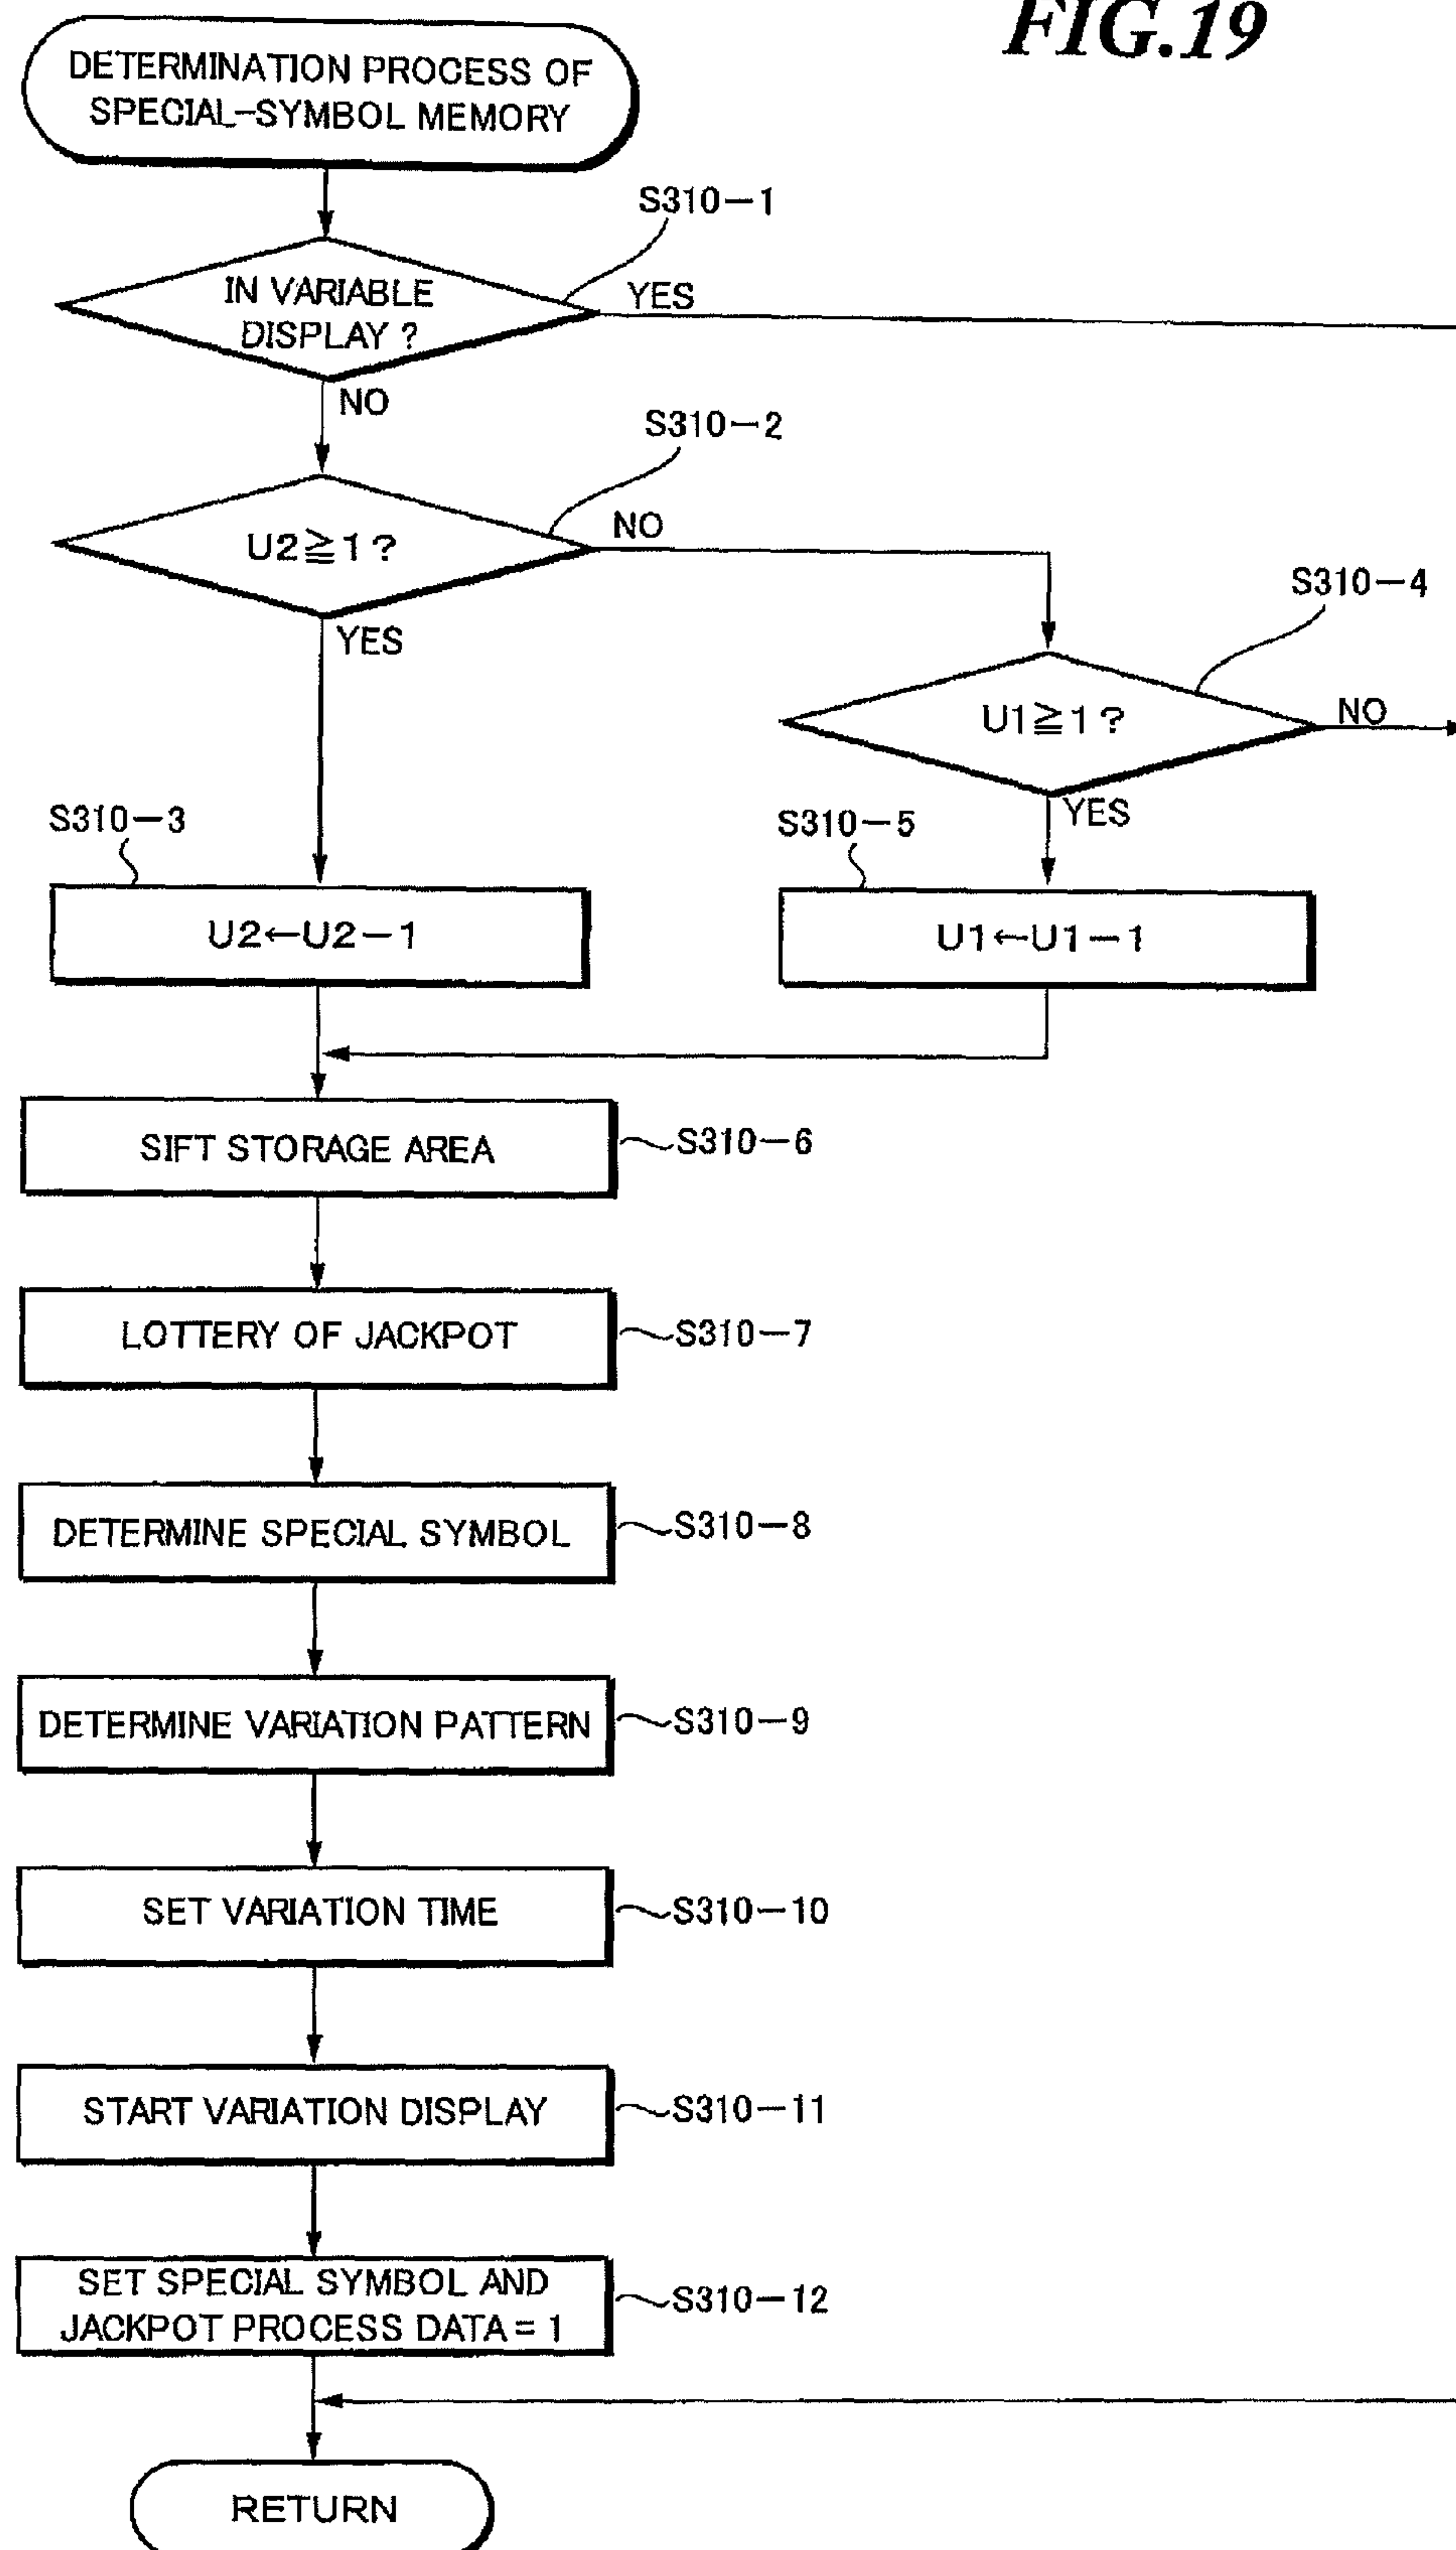 FIG.19
DETERMINATION PROCESS OF
SPECIAL-SYMBOL MEMORY
S310-1
IN VARIABLE
DISPLAY?
YES
NO
S310-2
U2≧1?
NO
YES
S310-4
U1≧1?
NO
YES
S310-3
U2←U2-1
S310-5
U1←U1-1
SIFT STORAGE AREA
S310-6
LOTTERY OF JACKPOT
S310-7
DETERMINE SPECIAL SYMBOL
S310-8
DETERMINE VARIATION PATTERN
S310-9
SET VARIATION TIME
S310-10
START VARIATION DISPLAY
S310-11
SET SPECIAL SYMBOL AND
JACKPOT PROCESS DATA=1
S310-12
RETURN